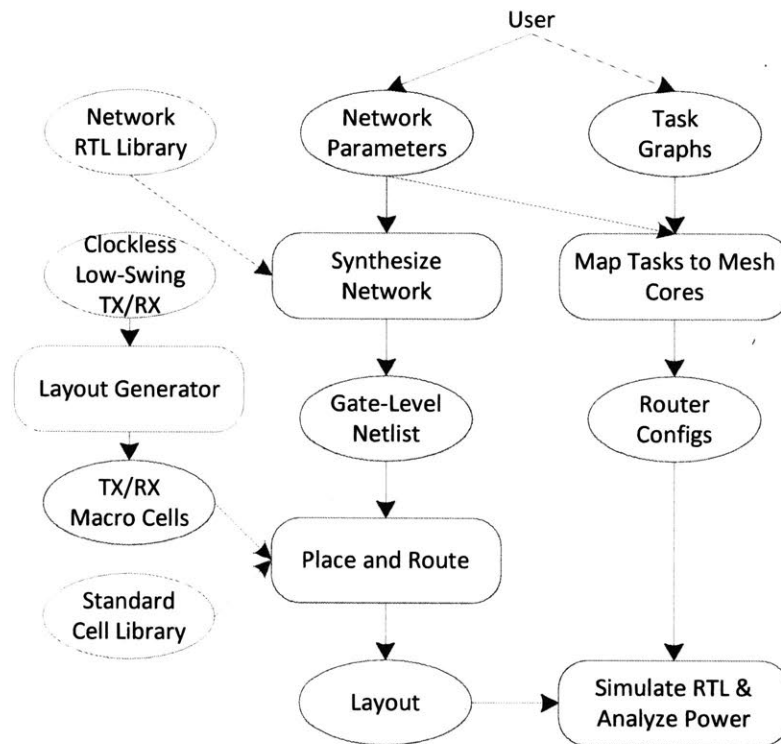 User
Network
RTL Library
Network
Parameters
Task
Graphs
Clockless
Low-Swing
TX/RX
Synthesize
Network
Map Tasks to Mesh
Cores
Layout Generator
Gate-Level
Netlist
Router
Configs
TX/RX
Macro Cells
Place and Route
Standard
Cell Library
Layout
Simulate RTL &
Analyze Power